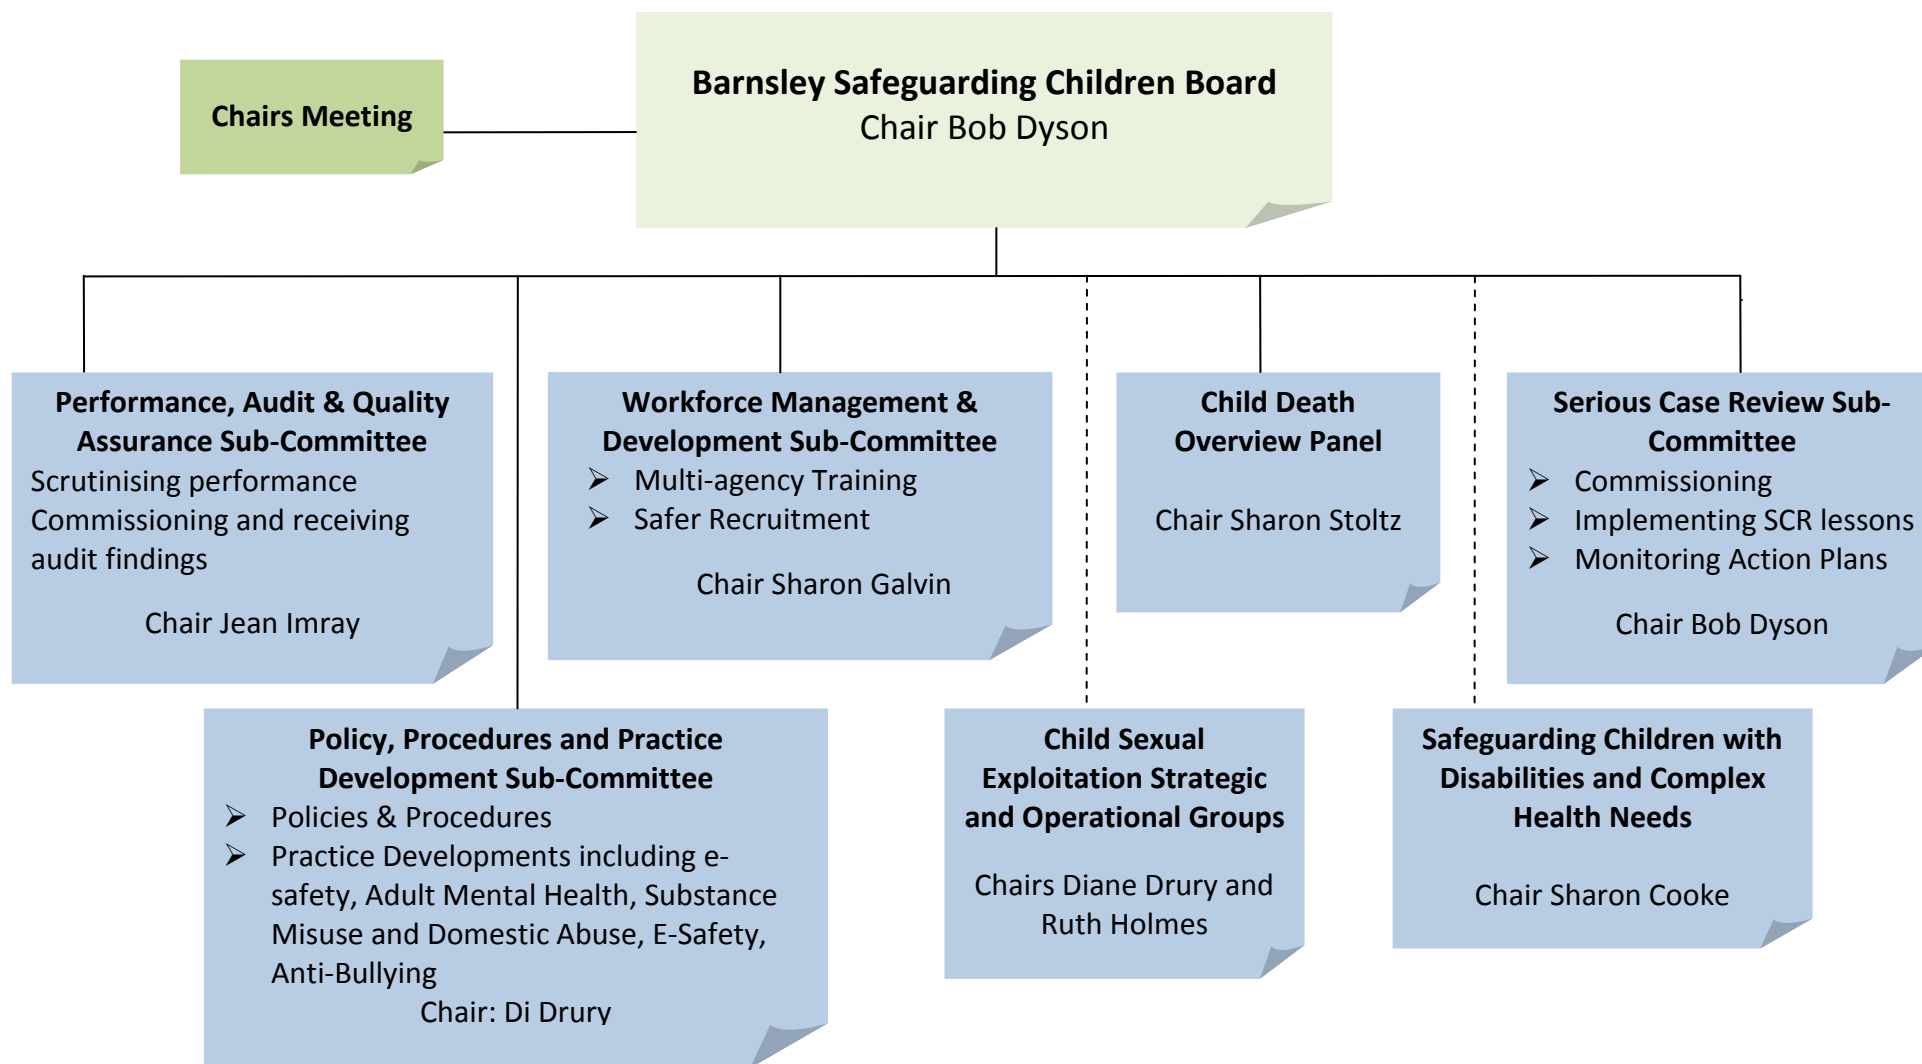 Chairs Meeting
Barnsley Safeguarding Children Board
Chair Bob Dyson
Performance, Audit & Quality
Assurance Sub-Committee
Scrutinising performance
Commissioning and receiving
audit findings
Chair Jean Imray
Workforce Management &
Development Sub-Committee
➢ Multi-agency Training
➢ Safer Recruitment
Chair Sharon Galvin
Child Death
Overview Panel
Chair Sharon Stoltz
Serious Case Review Sub-
Committee
➢ Commissioning
➢ Implementing SCR lessons
➢ Monitoring Action Plans
Chair Bob Dyson
Policy, Procedures and Practice
Development Sub-Committee
➢ Policies & Procedures
➢ Practice Developments including e-
safety, Adult Mental Health, Substance
Misuse and Domestic Abuse, E-Safety,
Anti-Bullying
Chair: Di Drury
Child Sexual
Exploitation Strategic
and Operational Groups
Chairs Diane Drury and
Ruth Holmes
Safeguarding Children with
Disabilities and Complex
Health Needs
Chair Sharon Cooke